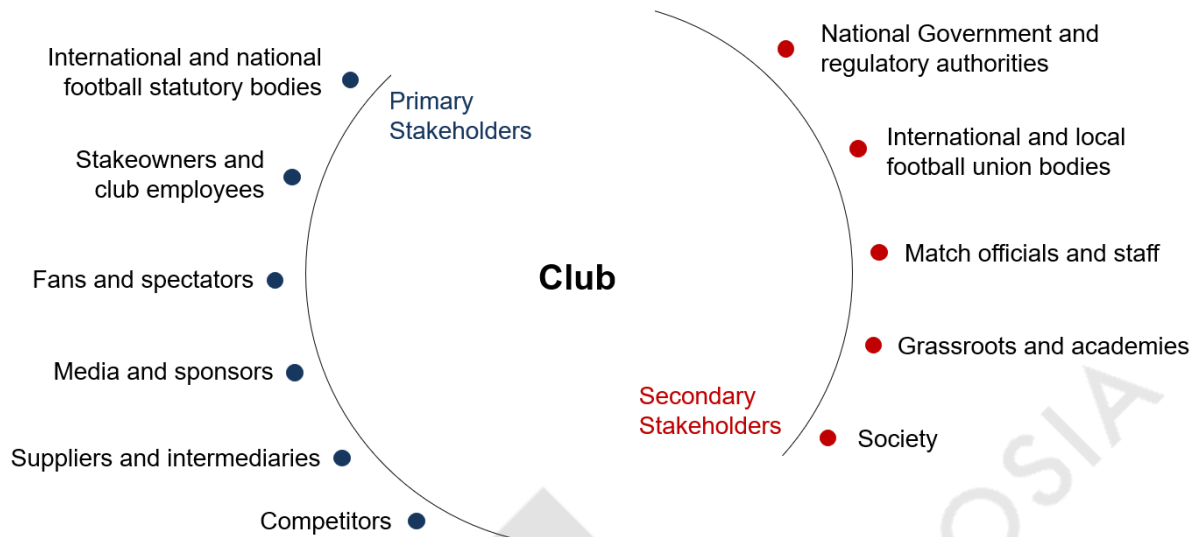 International and national
football statutory bodies
Stakeowners and
club employees
Fans and spectators
Media and sponsors
Suppliers and intermediaries
Competitors
Primary
Stakeholders
Club
Secondary
Stakeholders
National Government and
regulatory authorities
International and local
football union bodies
Match officials and staff
Grassroots and academies
Society
OSIA